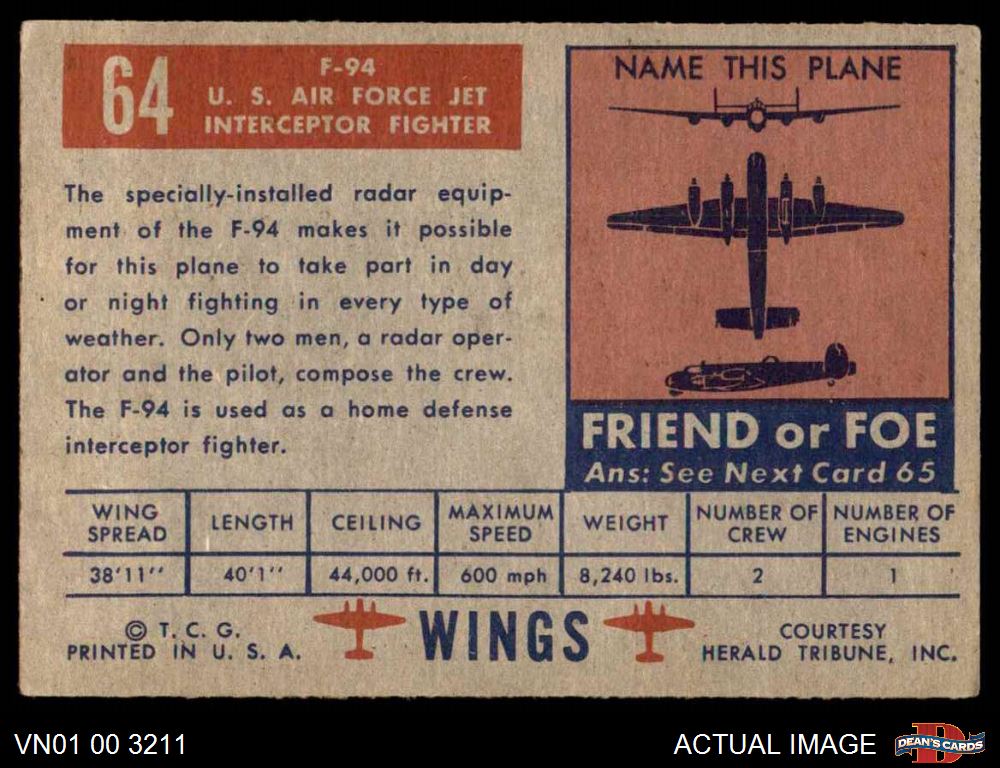 64
F-94
U. S. AIR FORCE JET
INTERCEPTOR FIGHTER
The specially-installed radar equip-
ment of the F-94 makes it possible
for this plane to take part in day
or night fighting in every type of
weather. Only two men, a radar oper-
ator and the pilot, compose the crew.
The F-94 is used as a home defense
interceptor fighter.
NAME THIS PLANE
FRIEND or FOE
Ans: See Next Card 65
WING SPREAD LENGTH CEILING MAXIMUM SPEED WEIGHT NUMBER OF CREW NUMBER OF ENGINES
38'11'' 40'1'' 44,000 ft. 600 mph 8,240 lbs. 2 1
© T. C. G.
PRINTED IN U. S. A.
WINGS
COURTESY
HERALD TRIBUNE, INC.
VN01 00 3211
ACTUAL IMAGE
D
DEAN'S CARDS